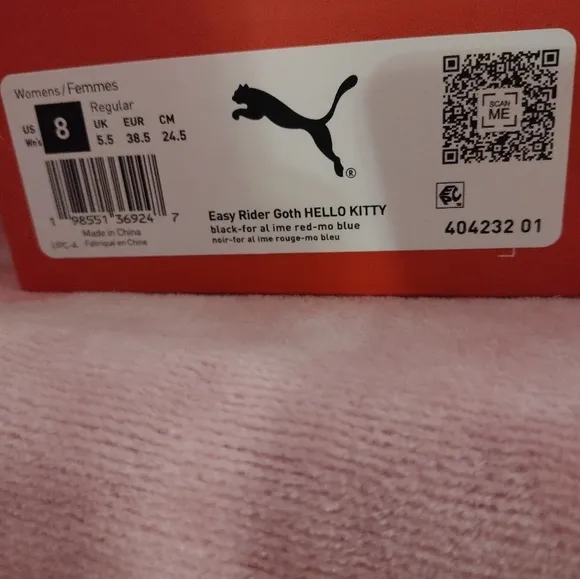 Womens/Femmes
Regular
US UK EUR CM
Wn's 8 5.5 38.5 24.5
1 98551 36924 7
Made in China
UPC-A Fabriqué en Chine
®
Easy Rider Goth HELLO KITTY
black-for al ime red-mo blue
noir-for al ime rouge-mo bleu
SCAN
ME
404232 01